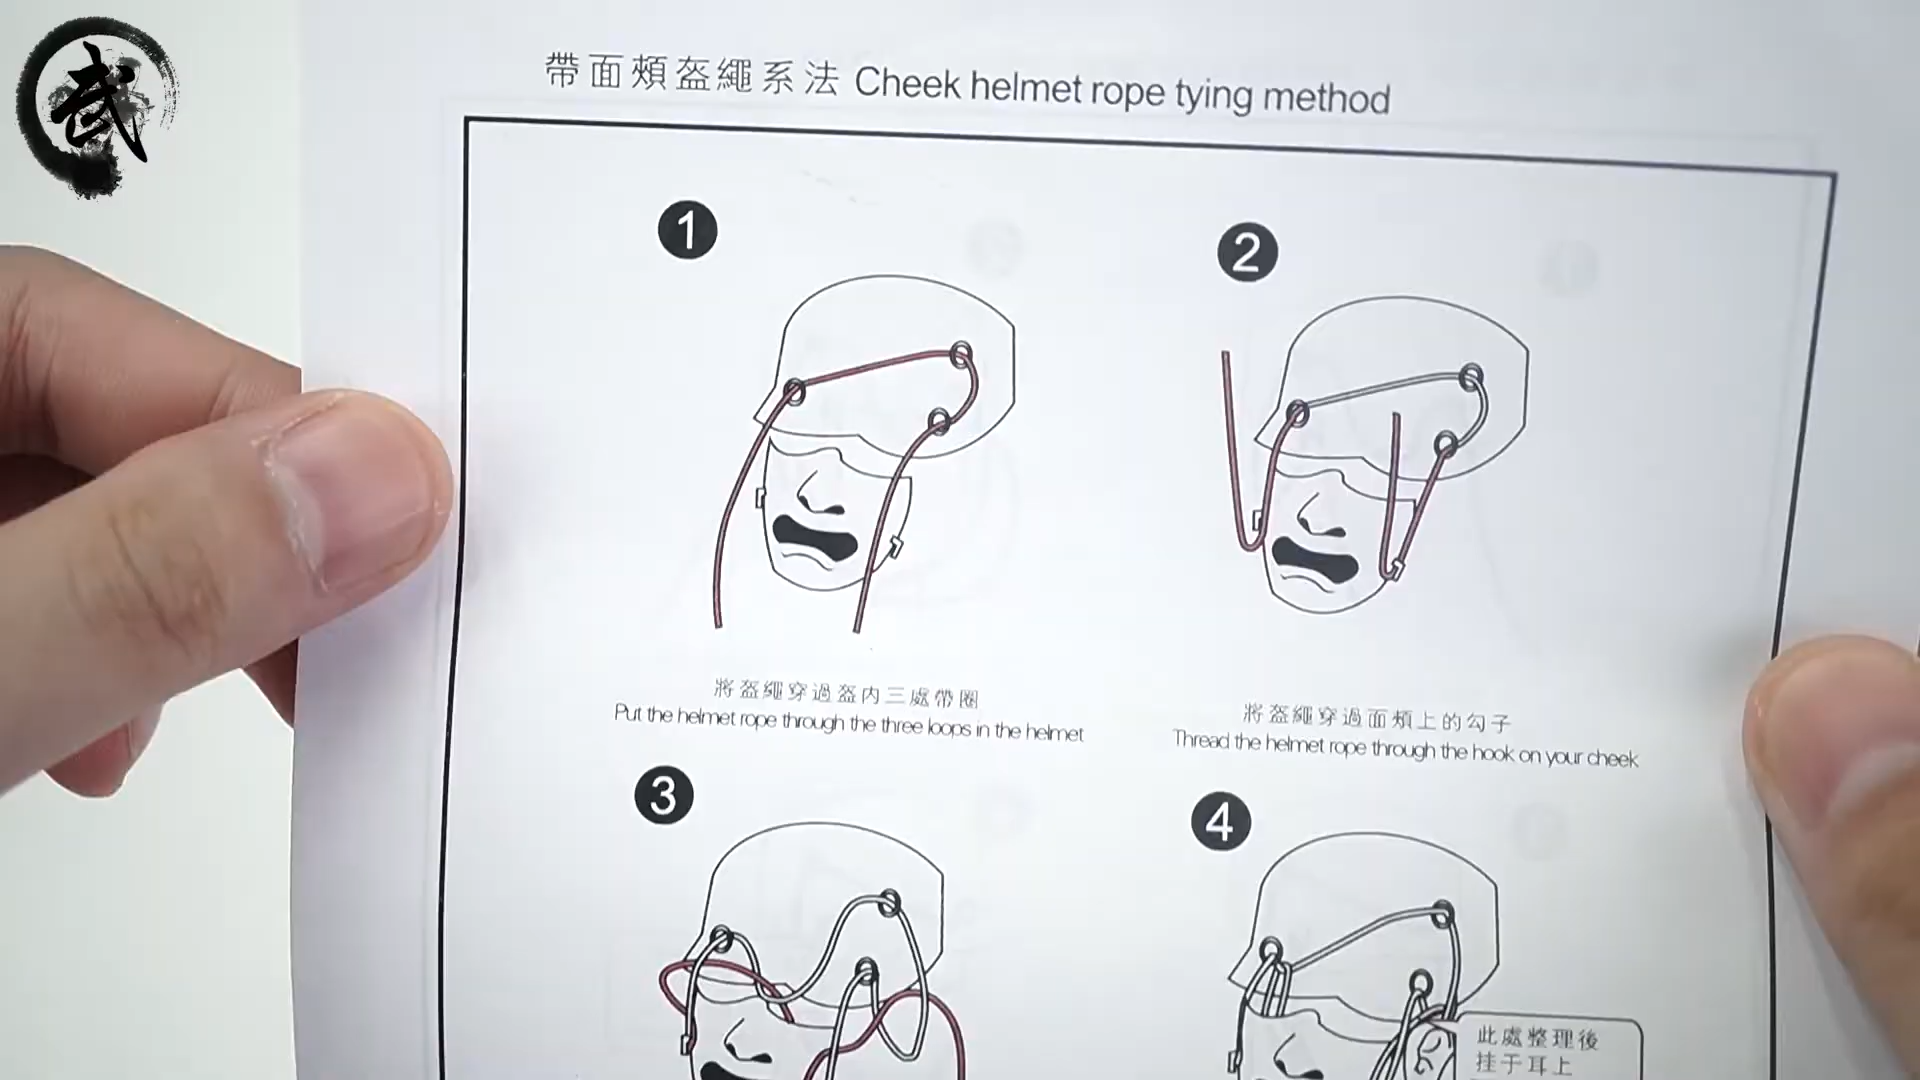 武
帶面頰盔繩系法 Cheek helmet rope tying method
1
2
將盔繩穿過盔內三處帶圈
Put the helmet rope through the three loops in the helmet
將盔繩穿過面頰上的勾子
Thread the helmet rope through the hook on your cheek
3
4
此處整理後
挂于耳上